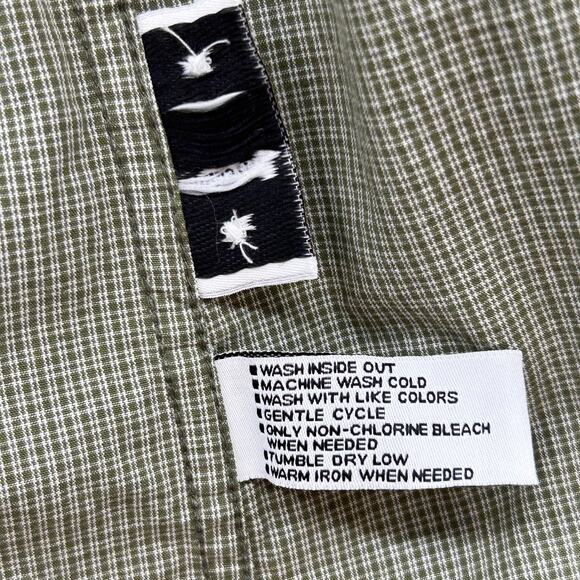 WASH INSIDE OUT
MACHINE WASH COLD
WASH WITH LIKE COLORS
GENTLE CYCLE
ONLY NON-CHLORINE BLEACH
WHEN NEEDED
TUMBLE DRY LOW
WARM IRON WHEN NEEDED